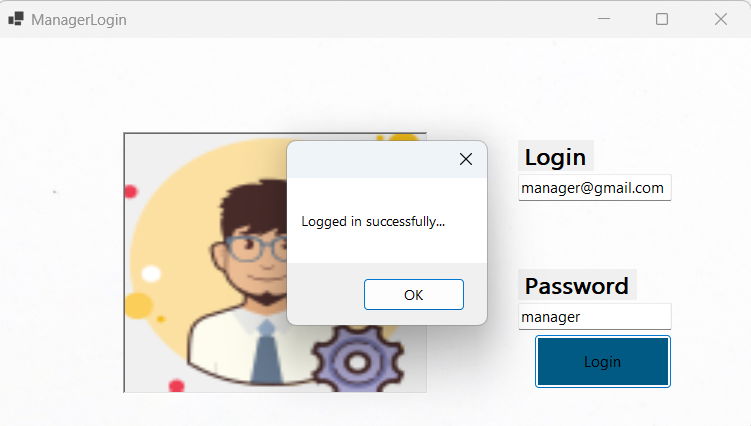 ManagerLogin
Login
manager@gmail.com
Logged in successfully...
OK
Password
manager
Login